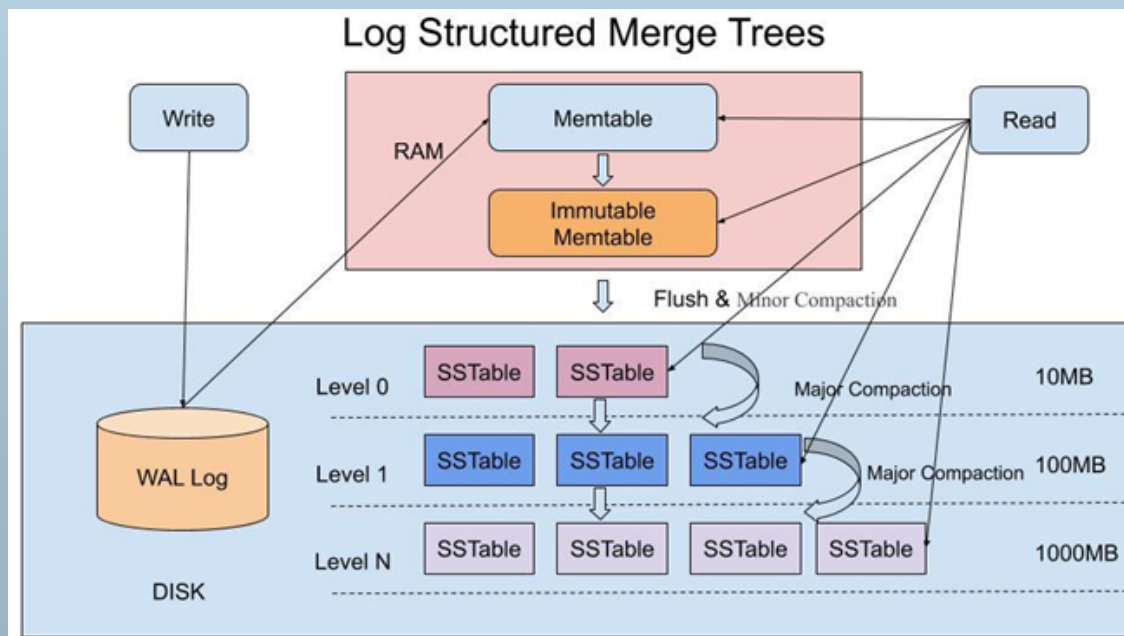 Log Structured Merge Trees
Write
RAM
Memtable
Read
Immutable
Memtable
Flush & Minor Compaction
Level 0
SSTable
SSTable
Major Compaction
10MB
WAL Log
Level 1
SSTable
SSTable
SSTable
Major Compaction
100MB
Level N
SSTable
SSTable
SSTable
SSTable
1000MB
DISK